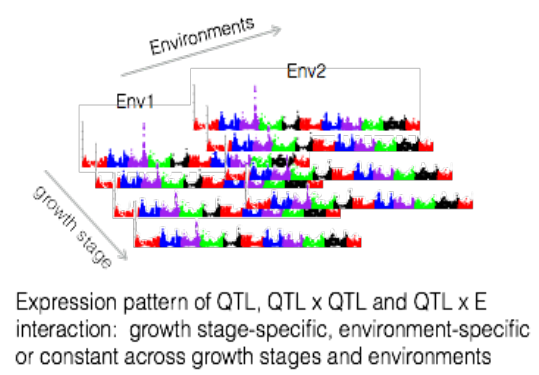 Environments
Env2
Env1
growth stage
Expression pattern of QTL, QTL x QTL and QTL x E
interaction: growth stage-specific, environment-specific
or constant across growth stages and environments